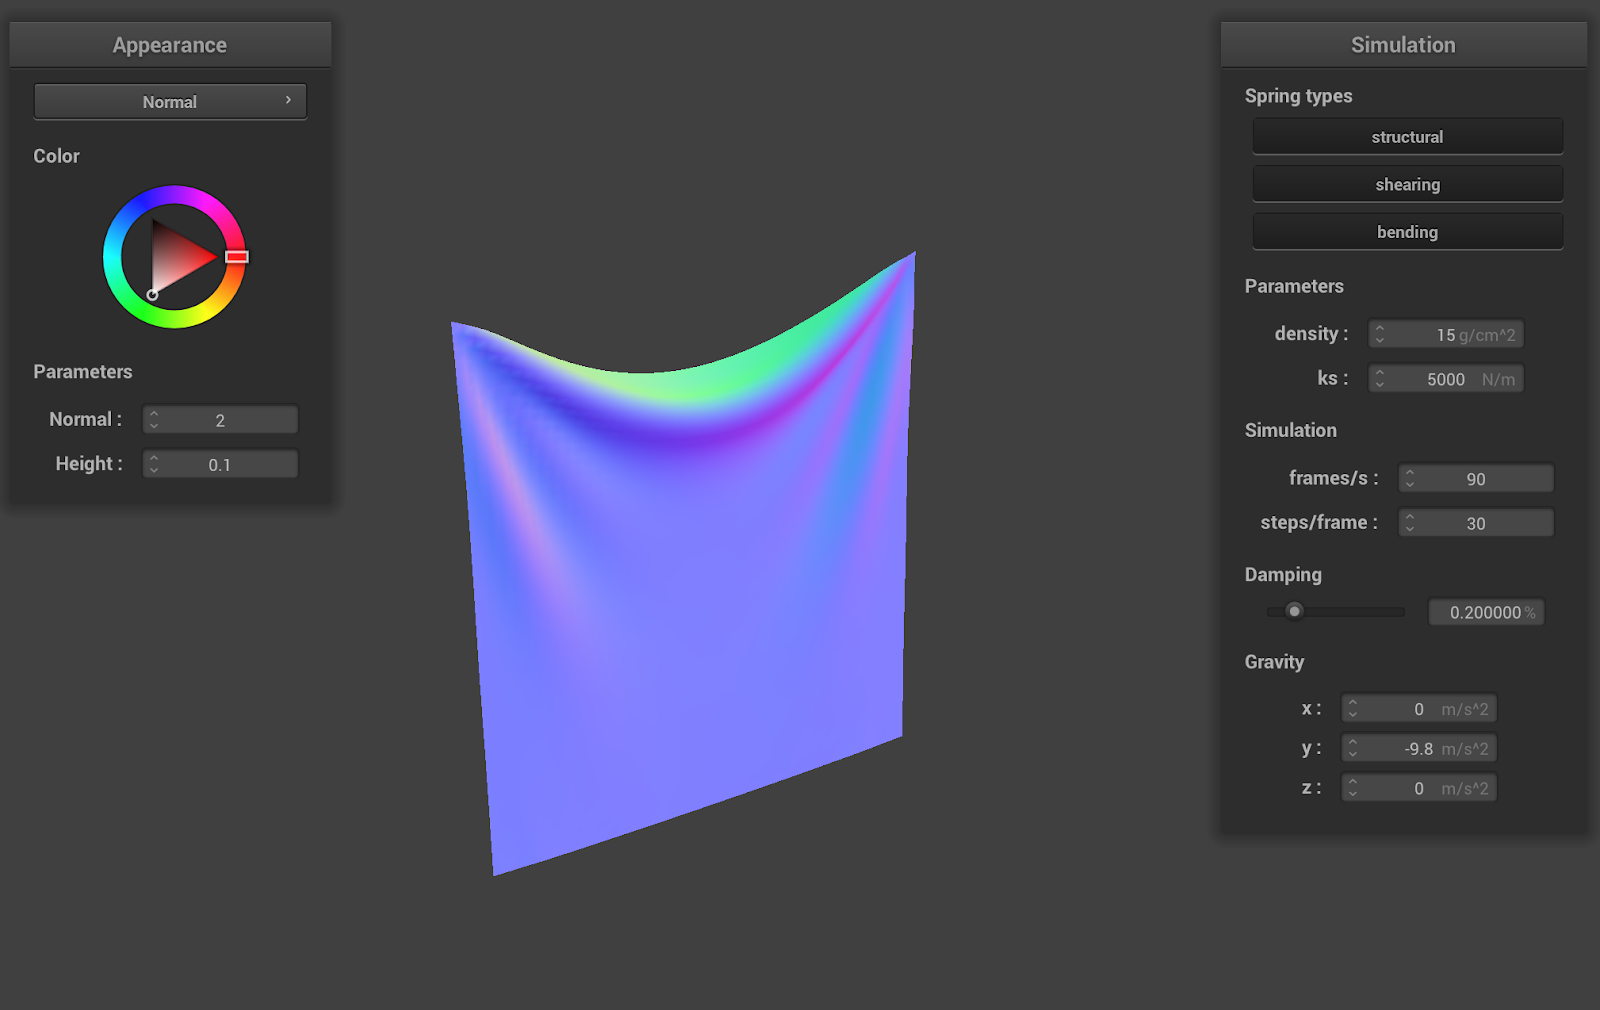 Appearance
Normal ›
Color
Parameters
Normal : 2
Height : 0.1
Simulation
Spring types
structural
shearing
bending
Parameters
density : 15 g/cm^2
ks : 5000 N/m
Simulation
frames/s : 90
steps/frame : 30
Damping
0.200000 %
Gravity
x : 0 m/s^2
y : -9.8 m/s^2
z : 0 m/s^2